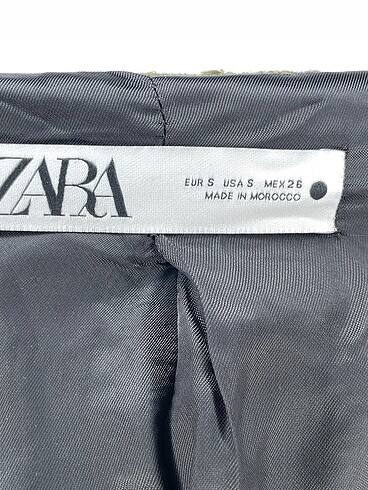 ZARA
EUR S USA S MEX 26
MADE IN MOROCCO